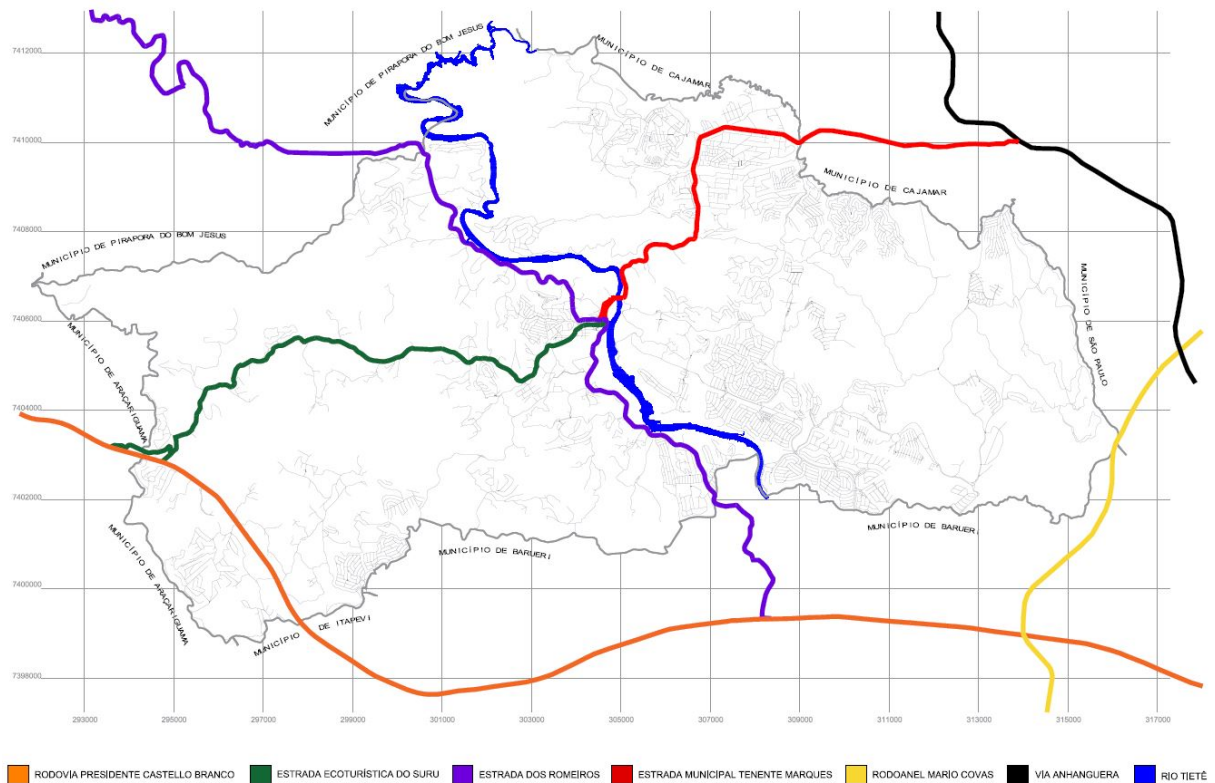 7412000
7410000
7408000
7406000
7404000
7402000
7400000
7398000
MUNICÍPIO DE PIRAPORA DO BOM JESUS
MUNICÍPIO DE CAJAMAR
MUNICÍPIO DE CAJAMAR
MUNICÍPIO DE PIRAPORA DO BOM JESUS
MUNICÍPIO DE SÃO PAULO
MUNICÍPIO DE ARAÇARIGUAMA
MUNICÍPIO DE ARAÇARIGUAMA
MUNICÍPIO DE BARUERI
MUNICÍPIO DE BARUERI
MUNICÍPIO DE ITAPEVI
293000 295000 297000 299000 301000 303000 305000 307000 309000 311000 313000 315000 317000
RODOVIA PRESIDENTE CASTELLO BRANCO ESTRADA ECOTURÍSTICA DO SURU ESTRADA DOS ROMEIROS ESTRADA MUNICIPAL TENENTE MARQUES RODOANEL MARIO COVAS VIA ANHANGUERA RIO TIETÊ